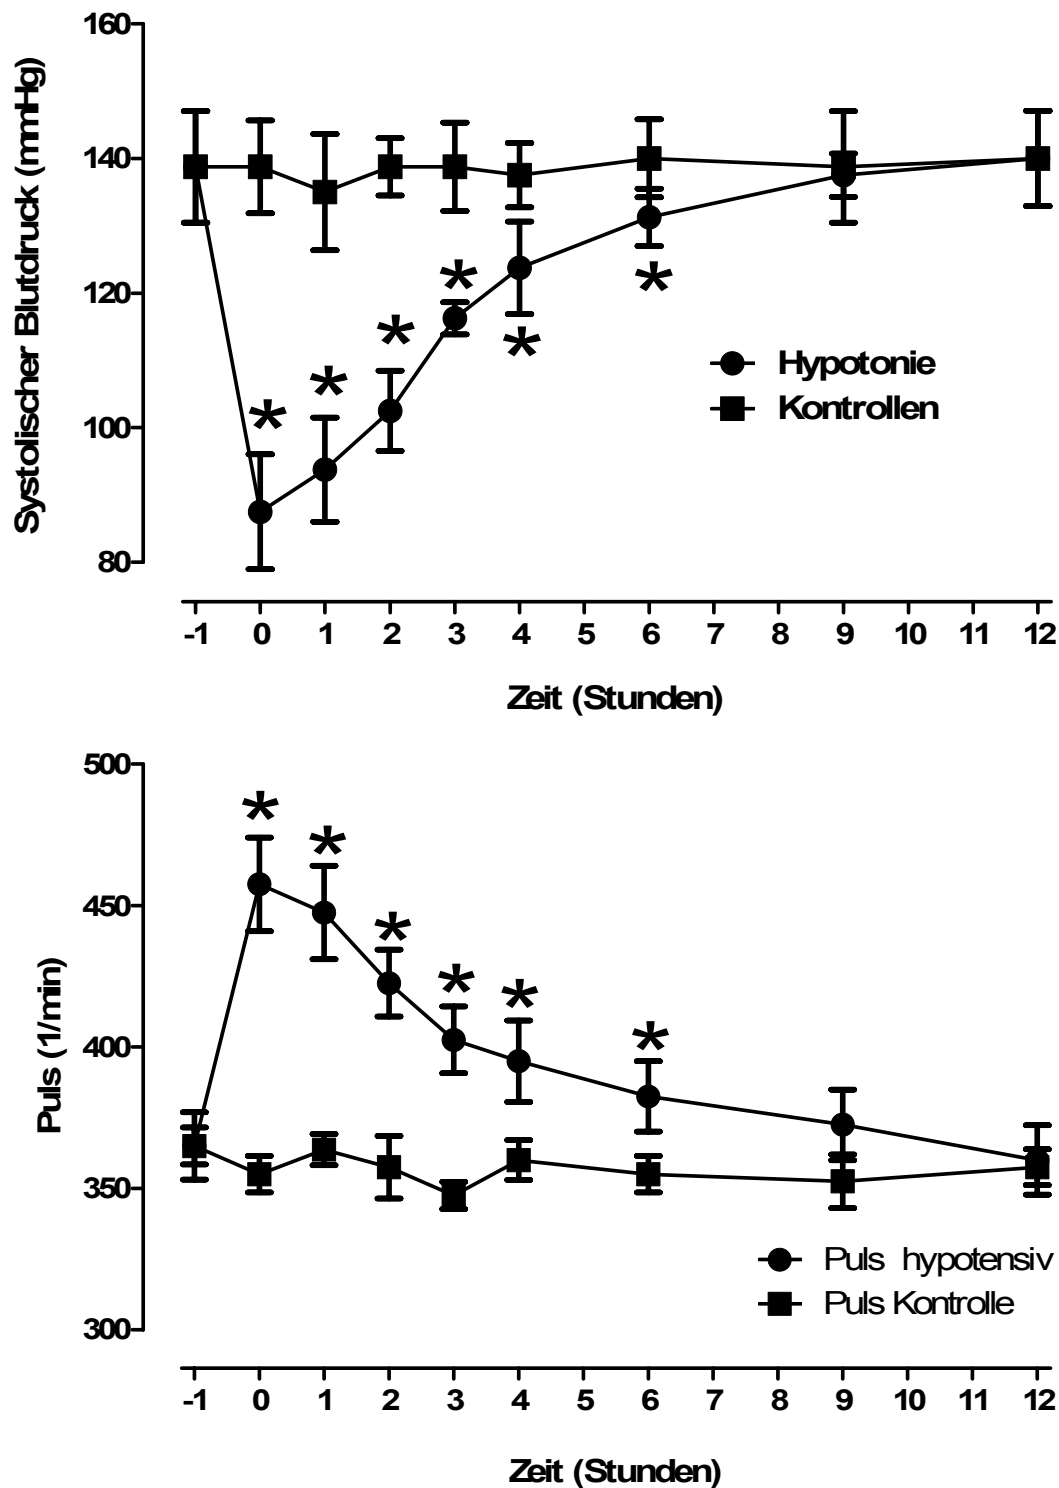 160
140
120
100
80
Systolischer Blutdruck (mmHg)
*
*
*
*
*
*
Hypotonie
Kontrollen
-1 0 1 2 3 4 5 6 7 8 9 10 11 12
Zeit (Stunden)
500
450
400
350
300
Puls (1/min)
*
*
*
*
*
*
Puls hypotensiv
Puls Kontrolle
-1 0 1 2 3 4 5 6 7 8 9 10 11 12
Zeit (Stunden)